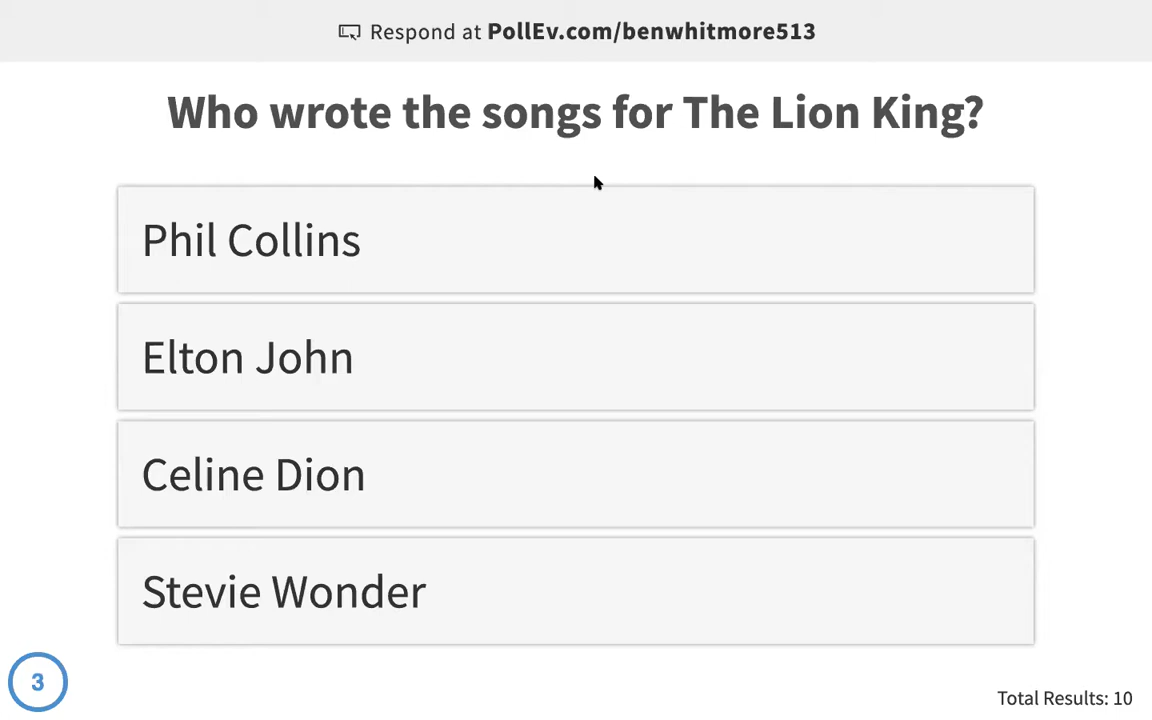 Respond at PollEv.com/benwhitmore513
Who wrote the songs for The Lion King?
Phil Collins
Elton John
Celine Dion
Stevie Wonder
3
Total Results: 10